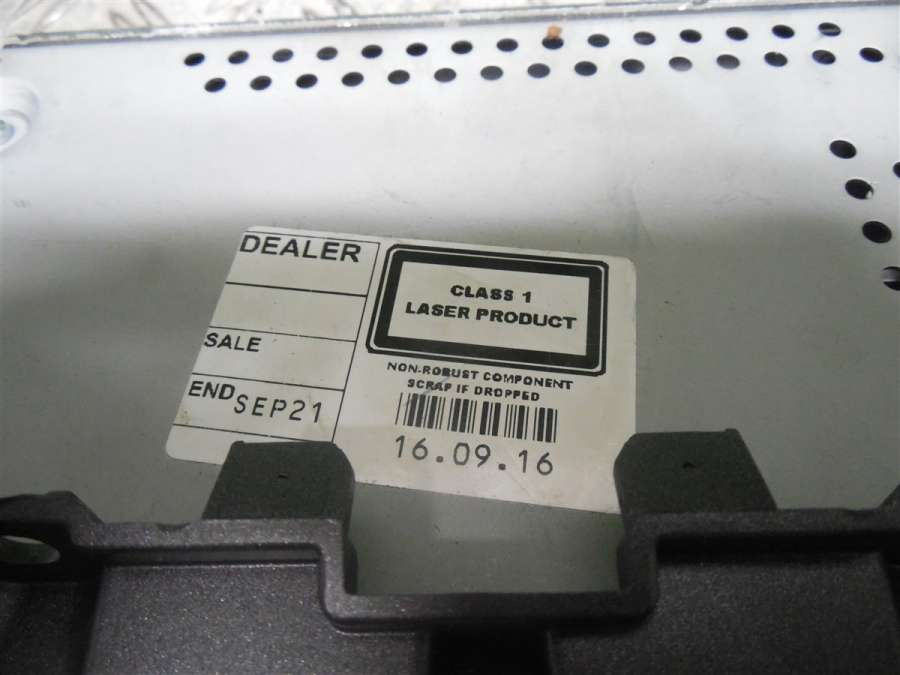 DEALER
SALE
END SEP21
CLASS 1
LASER PRODUCT
NON-ROBUST COMPONENT
SCRAP IF DROPPED
16.09.16